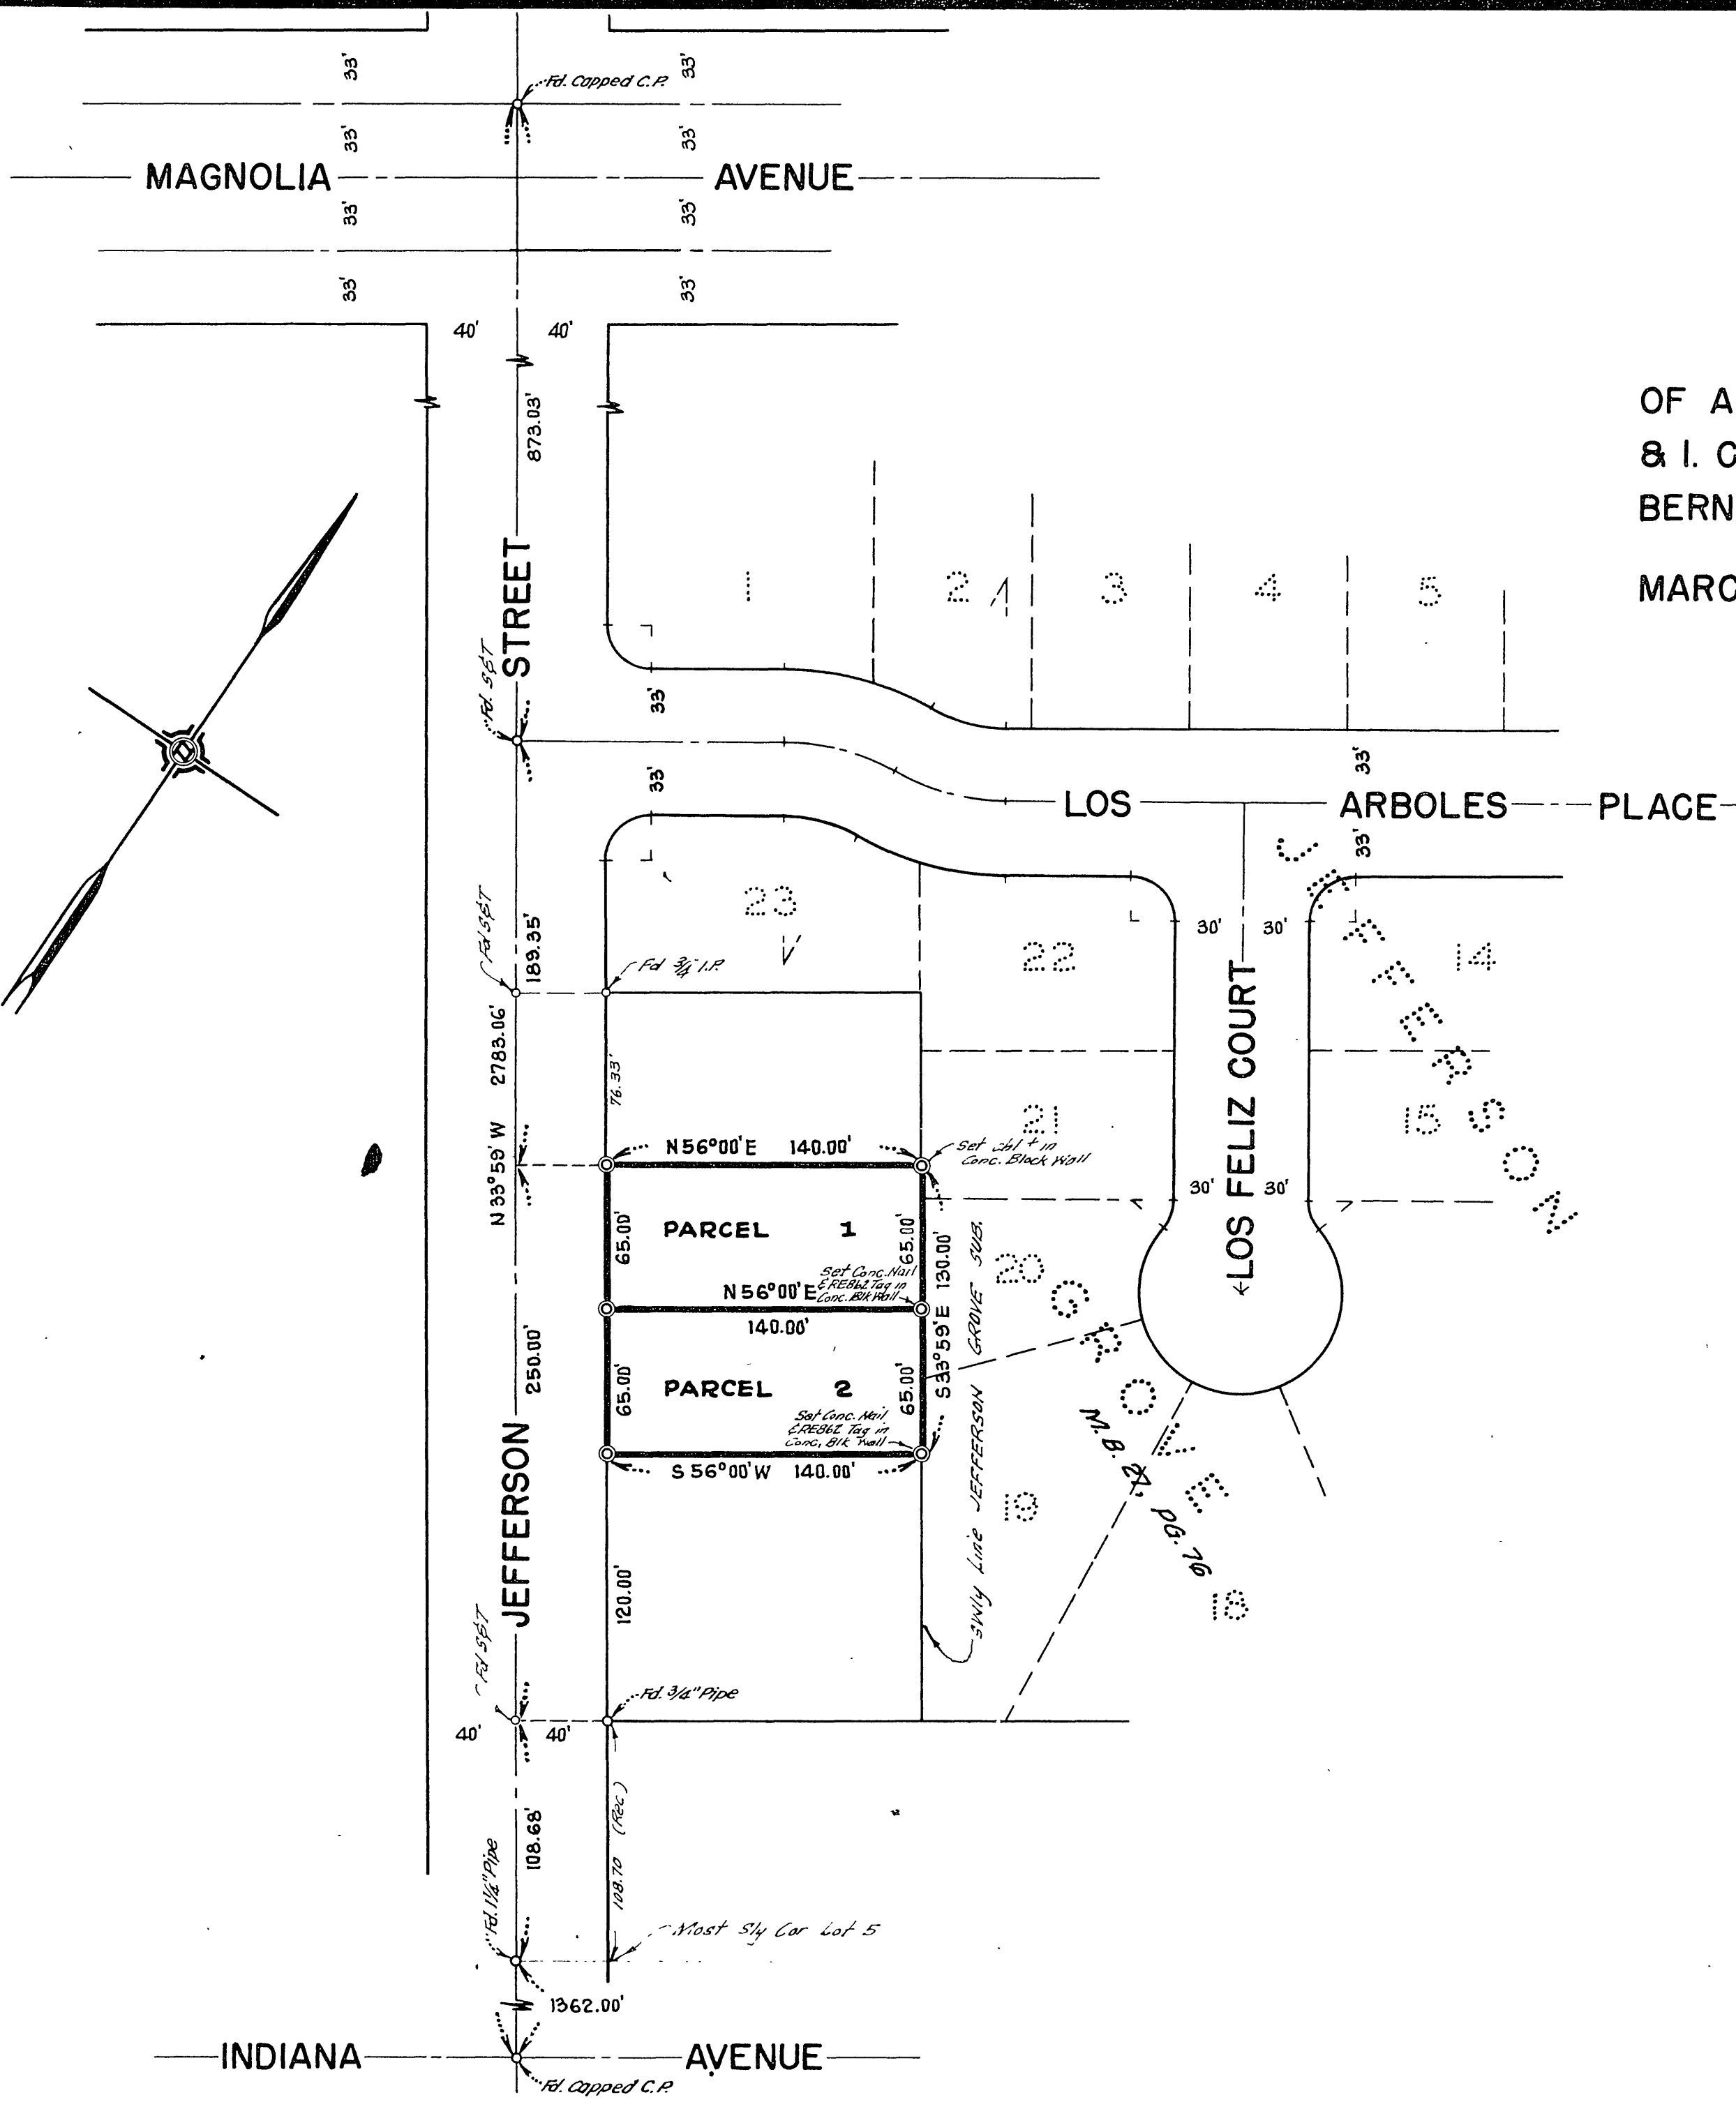 33'
33'
Fd. Capped C.P.
33'
33'
MAGNOLIA AVENUE
33'
33'
33'
33'
40' 40'
873.03'
OF A
& I. C
BERN
MARC
STREET
1 2 3 4 5
Fd. S&T
33'
33'
33'
LOS ARBOLES PLACE
33'
JEFFERSON
23
22
14
30' 30'
Fd S&T
189.35'
Fd 3/4" I.P.
LOS FELIZ COURT
N 33°59' W 2783.06'
76.33'
21
15
N 56°00' E 140.00'
Set Chl + in
Conc. Block Wall
30' 30'
65.00'
PARCEL 1
65.00'
130.00'
S 33°59' E
SWly Line JEFFERSON GROVE SUB.
20
GROVE
Set Conc. Nail
& RE862 Tag in
Conc. Blk Wall
N 56°00' E
140.00'
250.00'
65.00'
PARCEL 2
65.00'
Set Conc. Nail
& RE862 Tag in
Conc. Blk Wall
S 56°00' W 140.00'
M. B. 27, PG. 76
19
18
JEFFERSON
120.00'
Fd S&T
Fd. 3/4" Pipe
40' 40'
108.68'
108.70 (Rec)
Fd. 1 1/4" Pipe
Most Sly Cor Lot 5
1362.00'
INDIANA AVENUE
Fd. Capped C.P.